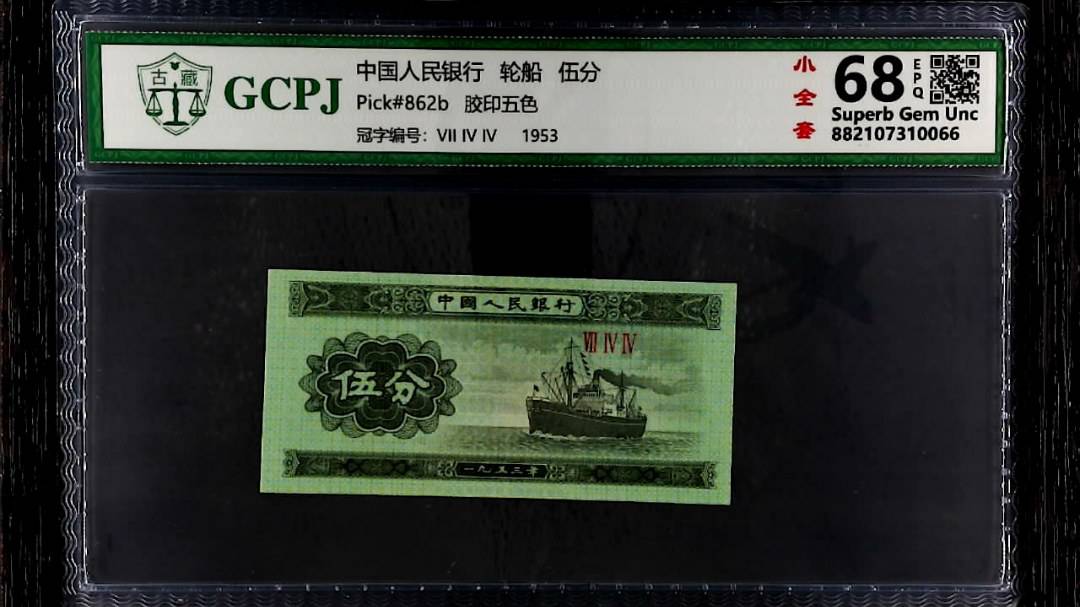 古藏
GCPJ
中国人民银行 轮船 伍分
Pick#862b 胶印五色
冠字编号: VII IV IV 1953
小全套
68
EPQ
Superb Gem Unc
882107310066
中國人民銀行
VII IV IV
伍分
一九五三年